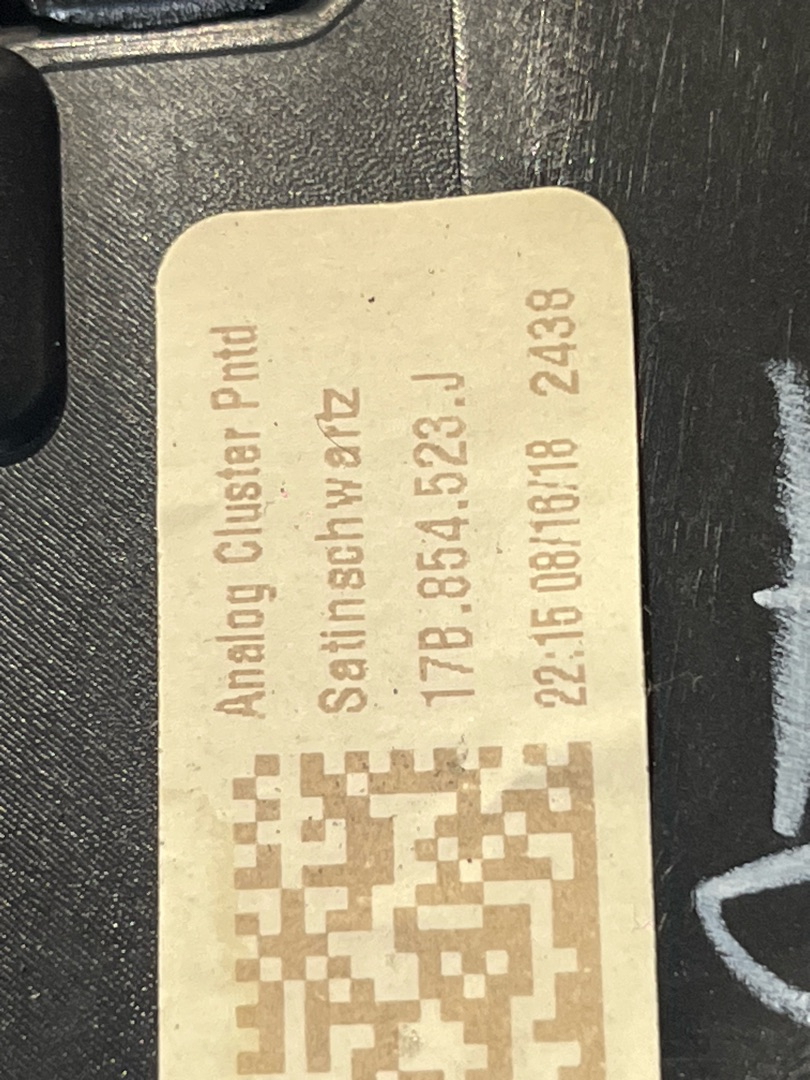 Analog Cluster Pntd
Satinschwartz
17B.854.523.J
22:15 08/16/18 2438